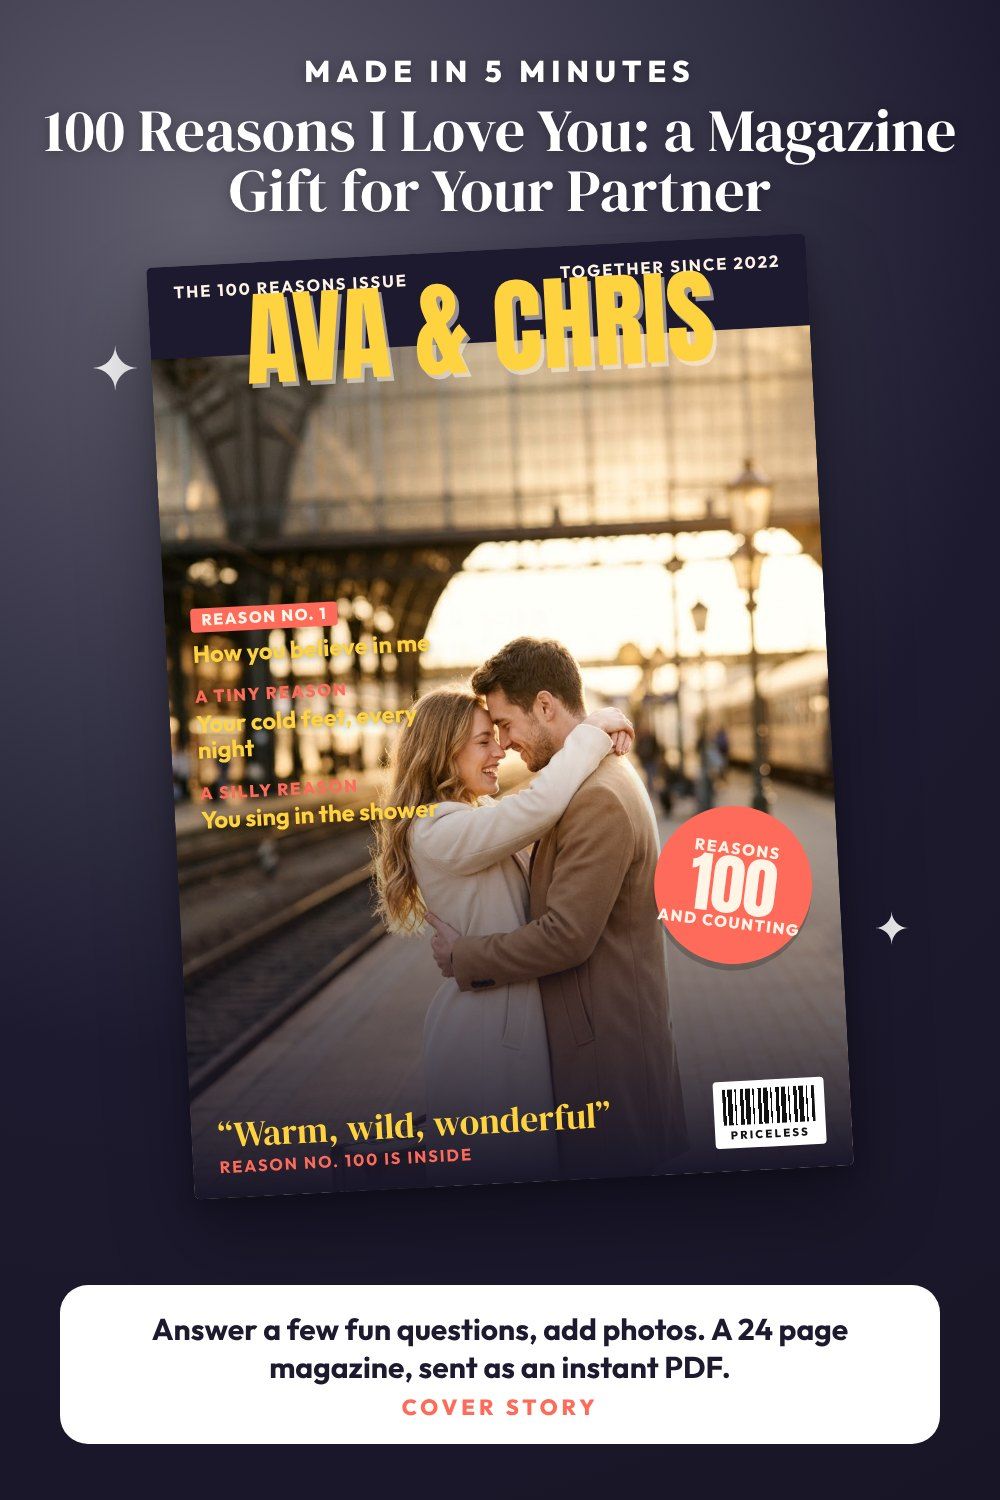 MADE IN 5 MINUTES
100 Reasons I Love You: a Magazine
Gift for Your Partner
THE 100 REASONS ISSUE
TOGETHER SINCE 2022
AVA & CHRIS
REASON NO. 1
How you believe in me
A TINY REASON
Your cold feet, every
night
A SILLY REASON
You sing in the shower
REASONS
100
AND COUNTING
“Warm, wild, wonderful”
REASON NO. 100 IS INSIDE
PRICELESS
Answer a few fun questions, add photos. A 24 page
magazine, sent as an instant PDF.
COVER STORY